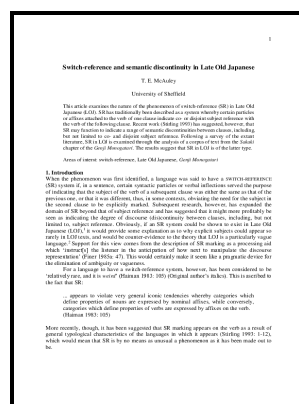 1
Switch-reference and semantic discontinuity in Late Old Japanese
T. E. McAuley
University of Sheffield
This article examines the nature of the phenomenon of switch-reference (SR) in Late
Old Japanese (LOJ). SR has traditionally been described as a system whereby certain particles
or affixes attached to the verb of one clause indicate co- or disjoint subject reference
with the verb of the following clause. Recent work (Stirling 1993) has suggested, however, that
SR may function to indicate a range of semantic discontinuities between clauses, including,
but not limited to co- and disjoint subject reference. Following a survey of the extant
literature, SR in LOJ is examined through the analysis of a corpus of text from the Sakaki
chapter of the Genji Monogatari. The results suggest that SR in LOJ is of the latter type.
Areas of interest: switch-reference, Late Old Japanese, Genji Monogatari
1. Introduction
When the phenomenon was first identified, a language was said to have a SWITCH-REFERENCE
(SR) system if, in a sentence, certain syntactic particles or verbal inflections served the purpose
of indicating that the subject of the verb of a subsequent clause was either the same as that of the
previous one, or that it was different; thus, in some contexts, obviating the need for the subject in
the second clause to be explicitly marked. Subsequent research, however, has expanded the
domain of SR beyond that of subject reference and has suggested that it might more profitably be
seen as indicating the degree of discourse discontinuity between clauses, including, but not
limited to, subject reference. Obviously, if an SR system could be shown to exist in Late Old
Japanese (LOJ),1 it would provide some explanation as to why explicit subjects could appear so
rarely in LOJ texts, and would be counter-evidence to the theory that LOJ is a particularly vague
language.2 Support for this view comes from the description of SR marking as a processing aid
which 'interrupt[s] the listener in the anticipation of how next to manipulate the discourse
representation' (Finer 1985a: 47). This would certainly make it seem like a pragmatic device for
the elimination of ambiguity or vagueness.
For a language to have a switch-reference system, however, has been considered to be
'relatively rare, and it is weird' (Haiman 1983: 105) (Original author's italics). This is ascribed to
the fact that SR:
... appears to violate very general iconic tendencies whereby categories which
define properties of nouns are expressed by nominal affixes, while conversely,
categories which define properties of verbs are expressed by affixes on the verb.
(Haiman 1983: 105)
More recently, though, it has been suggested that SR marking appears on the verb as a result of
general typological characteristics of the languages in which it appears (Stirling 1993: 1-12),
which would mean that SR is by no means as unusual a phenomenon as it has been made out to
be.